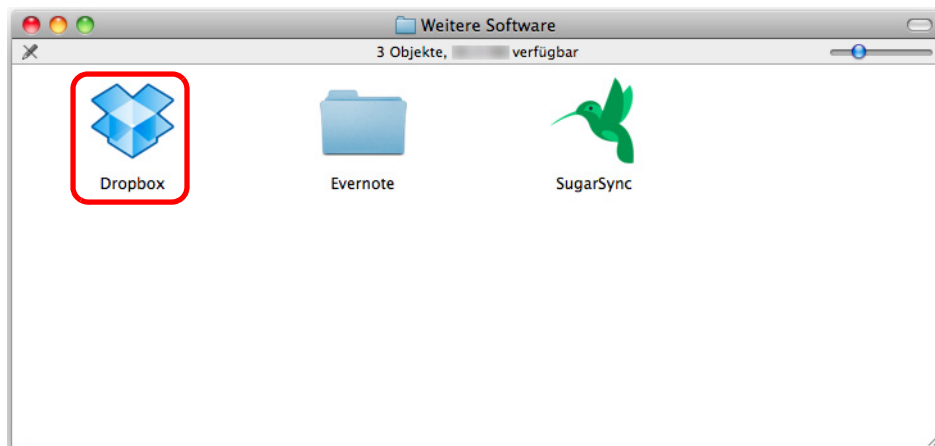 Weitere Software
3 Objekte, verfügbar
Dropbox
Evernote
SugarSync